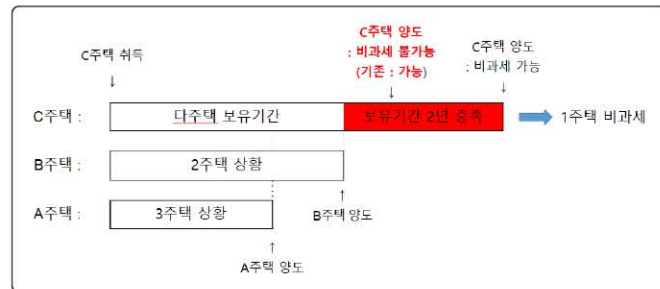 C주택 양도
: 비과세 불가능
(기존 : 가능)
C주택 취득
C주택 양도
: 비과세 가능
↓
↓
↓
C주택 :
다주택 보유기간
보유기간 2년 충족
1주택 비과세
B주택 :
2주택 상황
A주택 :
3주택 상황
↑
B주택 양도
↑
A주택 양도